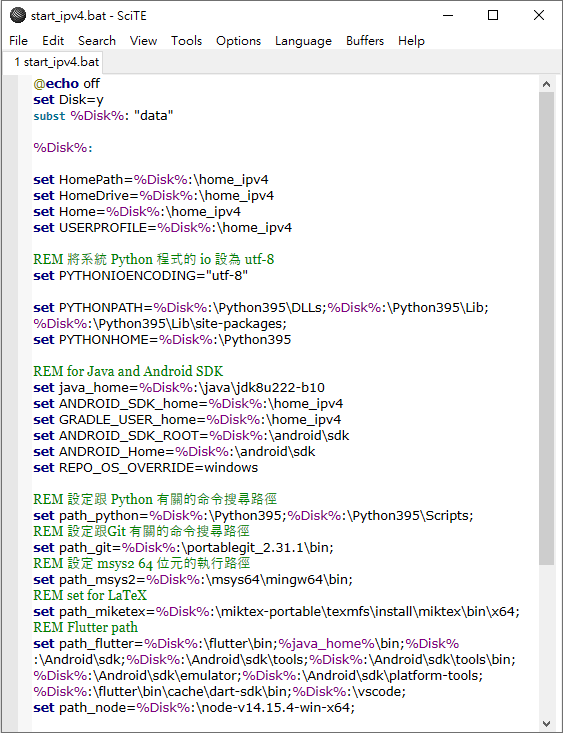 start_ipv4.bat - SciTE
File Edit Search View Tools Options Language Buffers Help
1 start_ipv4.bat
@echo off
set Disk=y
subst %Disk%: "data"
%Disk%:
set HomePath=%Disk%:\home_ipv4
set HomeDrive=%Disk%:\home_ipv4
set Home=%Disk%:\home_ipv4
set USERPROFILE=%Disk%:\home_ipv4
REM 將系統 Python 程式的 io 設為 utf-8
set PYTHONIOENCODING="utf-8"
set PYTHONPATH=%Disk%:\Python395\DLLs;%Disk%:\Python395\Lib;
%Disk%:\Python395\Lib\site-packages;
set PYTHONHOME=%Disk%:\Python395
REM for Java and Android SDK
set java_home=%Disk%:\java\jdk8u222-b10
set ANDROID_SDK_home=%Disk%:\home_ipv4
set GRADLE_USER_home=%Disk%:\home_ipv4
set ANDROID_SDK_ROOT=%Disk%:\android\sdk
set ANDROID_Home=%Disk%:\android\sdk
set REPO_OS_OVERRIDE=windows
REM 設定跟 Python 有關的命令搜尋路徑
set path_python=%Disk%:\Python395;%Disk%:\Python395\Scripts;
REM 設定跟Git 有關的命令搜尋路徑
set path_git=%Disk%:\portablegit_2.31.1\bin;
REM 設定 msys2 64 位元的執行路徑
set path_msys2=%Disk%:\msys64\mingw64\bin;
REM set for LaTeX
set path_miketex=%Disk%:\miktex-portable\texmfs\install\miktex\bin\x64;
REM Flutter path
set path_flutter=%Disk%:\flutter\bin;%java_home%\bin;%Disk%
:\Android\sdk;%Disk%:\Android\sdk\tools;%Disk%:\Android\sdk\tools\bin;
%Disk%:\Android\sdk\emulator;%Disk%:\Android\sdk\platform-tools;
%Disk%:\flutter\bin\cache\dart-sdk\bin;%Disk%:\vscode;
set path_node=%Disk%:\node-v14.15.4-win-x64;